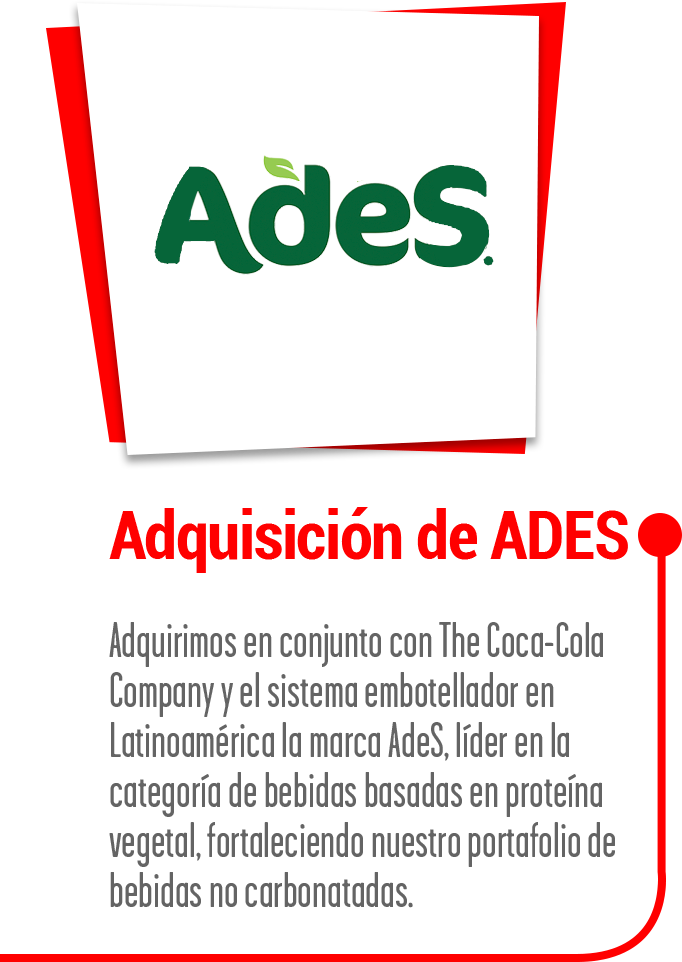 AdeS.
Adquisición de ADES
Adquirimos en conjunto con The Coca-Cola
Company y el sistema embotellador en
Latinoamérica la marca AdeS, líder en la
categoría de bebidas basadas en proteína
vegetal, fortaleciendo nuestro portafolio de
bebidas no carbonatadas.